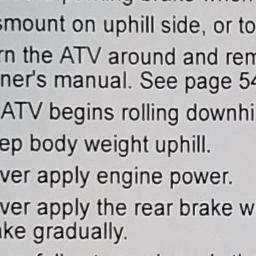 smount on uphill side, or to
rn the ATV around and rem
ner's manual. See page 54
ATV begins rolling downhi
ep body weight uphill.
ver apply engine power.
ver apply the rear brake w
ke gradually.